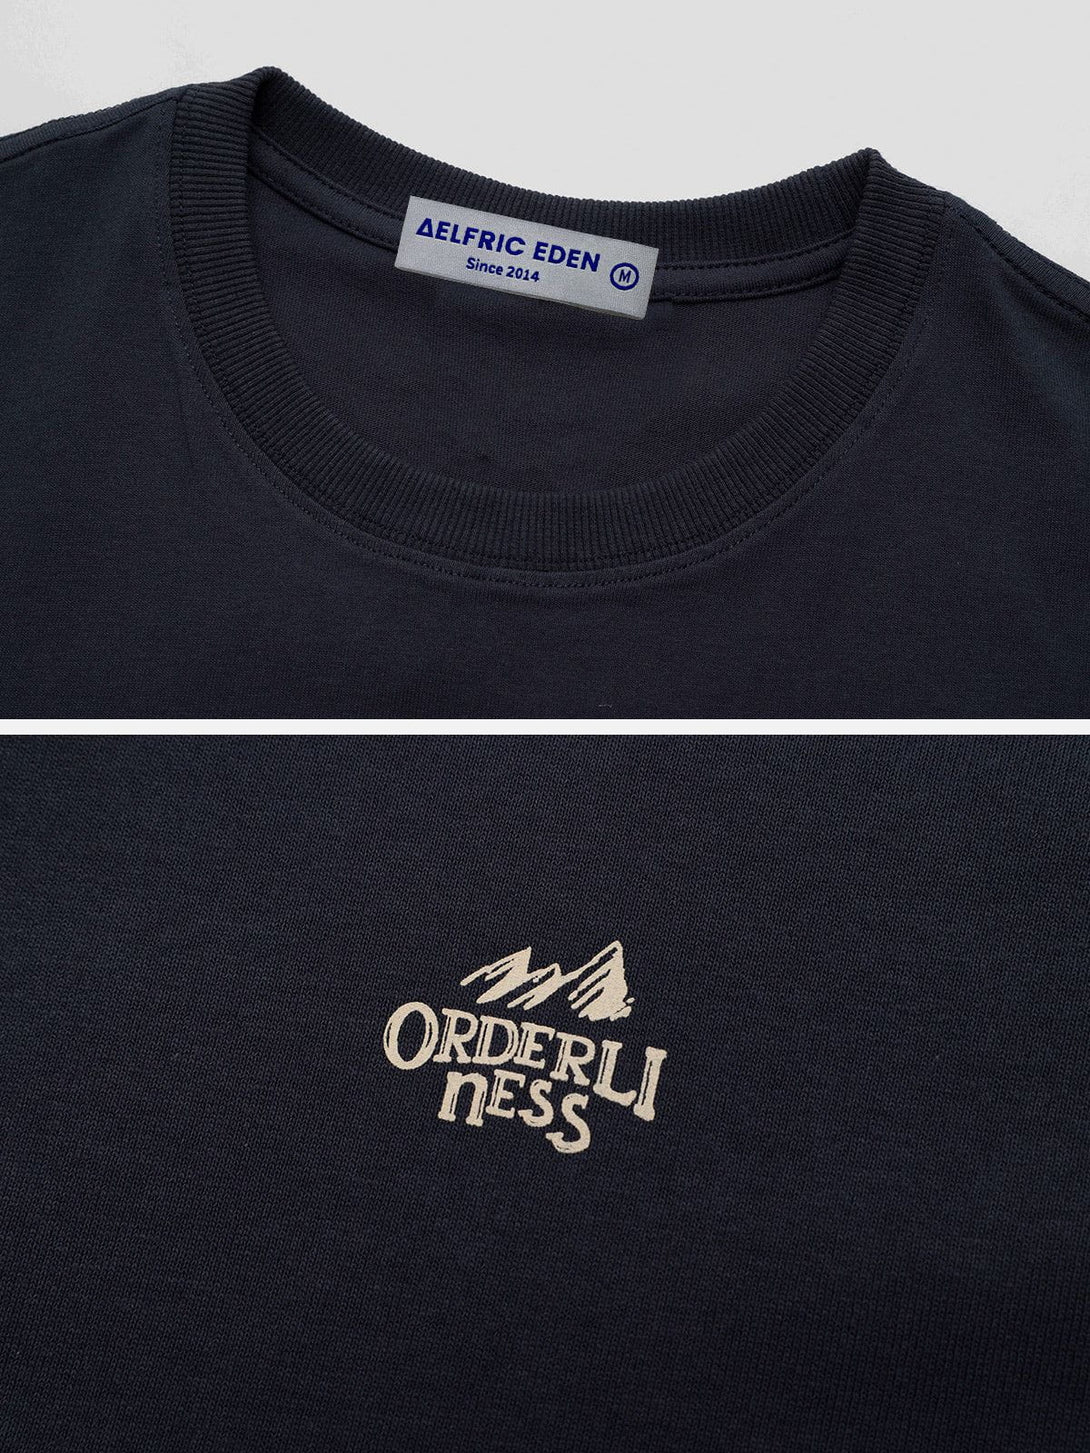 ΔELFRIC EDEN
Since 2014
M
ORDERLI
nESS